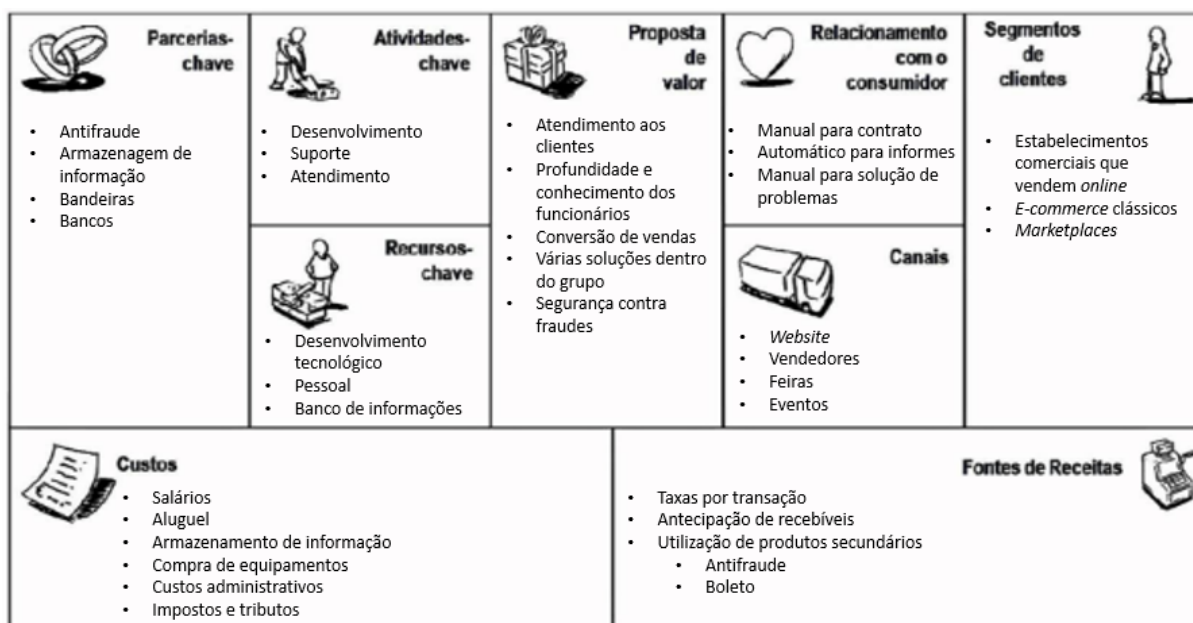 Parcerias-
chave
• Antifraude
• Armazenagem de
informação
• Bandeiras
• Bancos
Atividades-
chave
• Desenvolvimento
• Suporte
• Atendimento
Recursos-
chave
• Desenvolvimento
tecnológico
• Pessoal
• Banco de informações
Proposta
de
valor
• Atendimento aos
clientes
• Profundidade e
conhecimento dos
funcionários
• Conversão de vendas
• Várias soluções dentro
do grupo
• Segurança contra
fraudes
Relacionamento
com o
consumidor
• Manual para contrato
• Automático para informes
• Manual para solução de
problemas
Canais
• Website
• Vendedores
• Feiras
• Eventos
Segmentos
de
clientes
• Estabelecimentos
comerciais que
vendem online
• E-commerce clássicos
• Marketplaces
Custos
• Salários
• Aluguel
• Armazenamento de informação
• Compra de equipamentos
• Custos administrativos
• Impostos e tributos
Fontes de Receitas
• Taxas por transação
• Antecipação de recebíveis
• Utilização de produtos secundários
• Antifraude
• Boleto